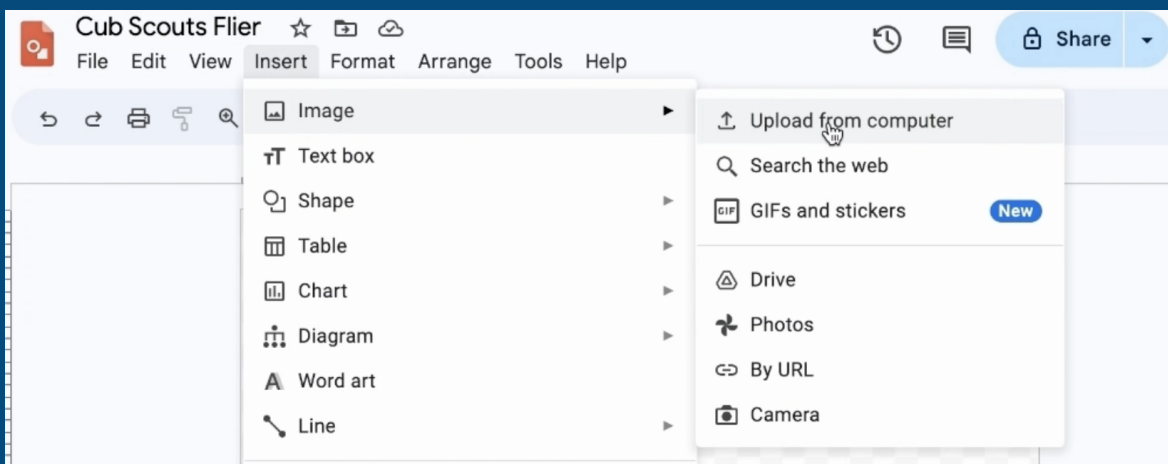 Cub Scouts Flier
File Edit View Insert Format Arrange Tools Help
Share
Image
Text box
Shape
Table
Chart
Diagram
Word art
Line
Upload from computer
Search the web
GIF GIFs and stickers New
Drive
Photos
By URL
Camera